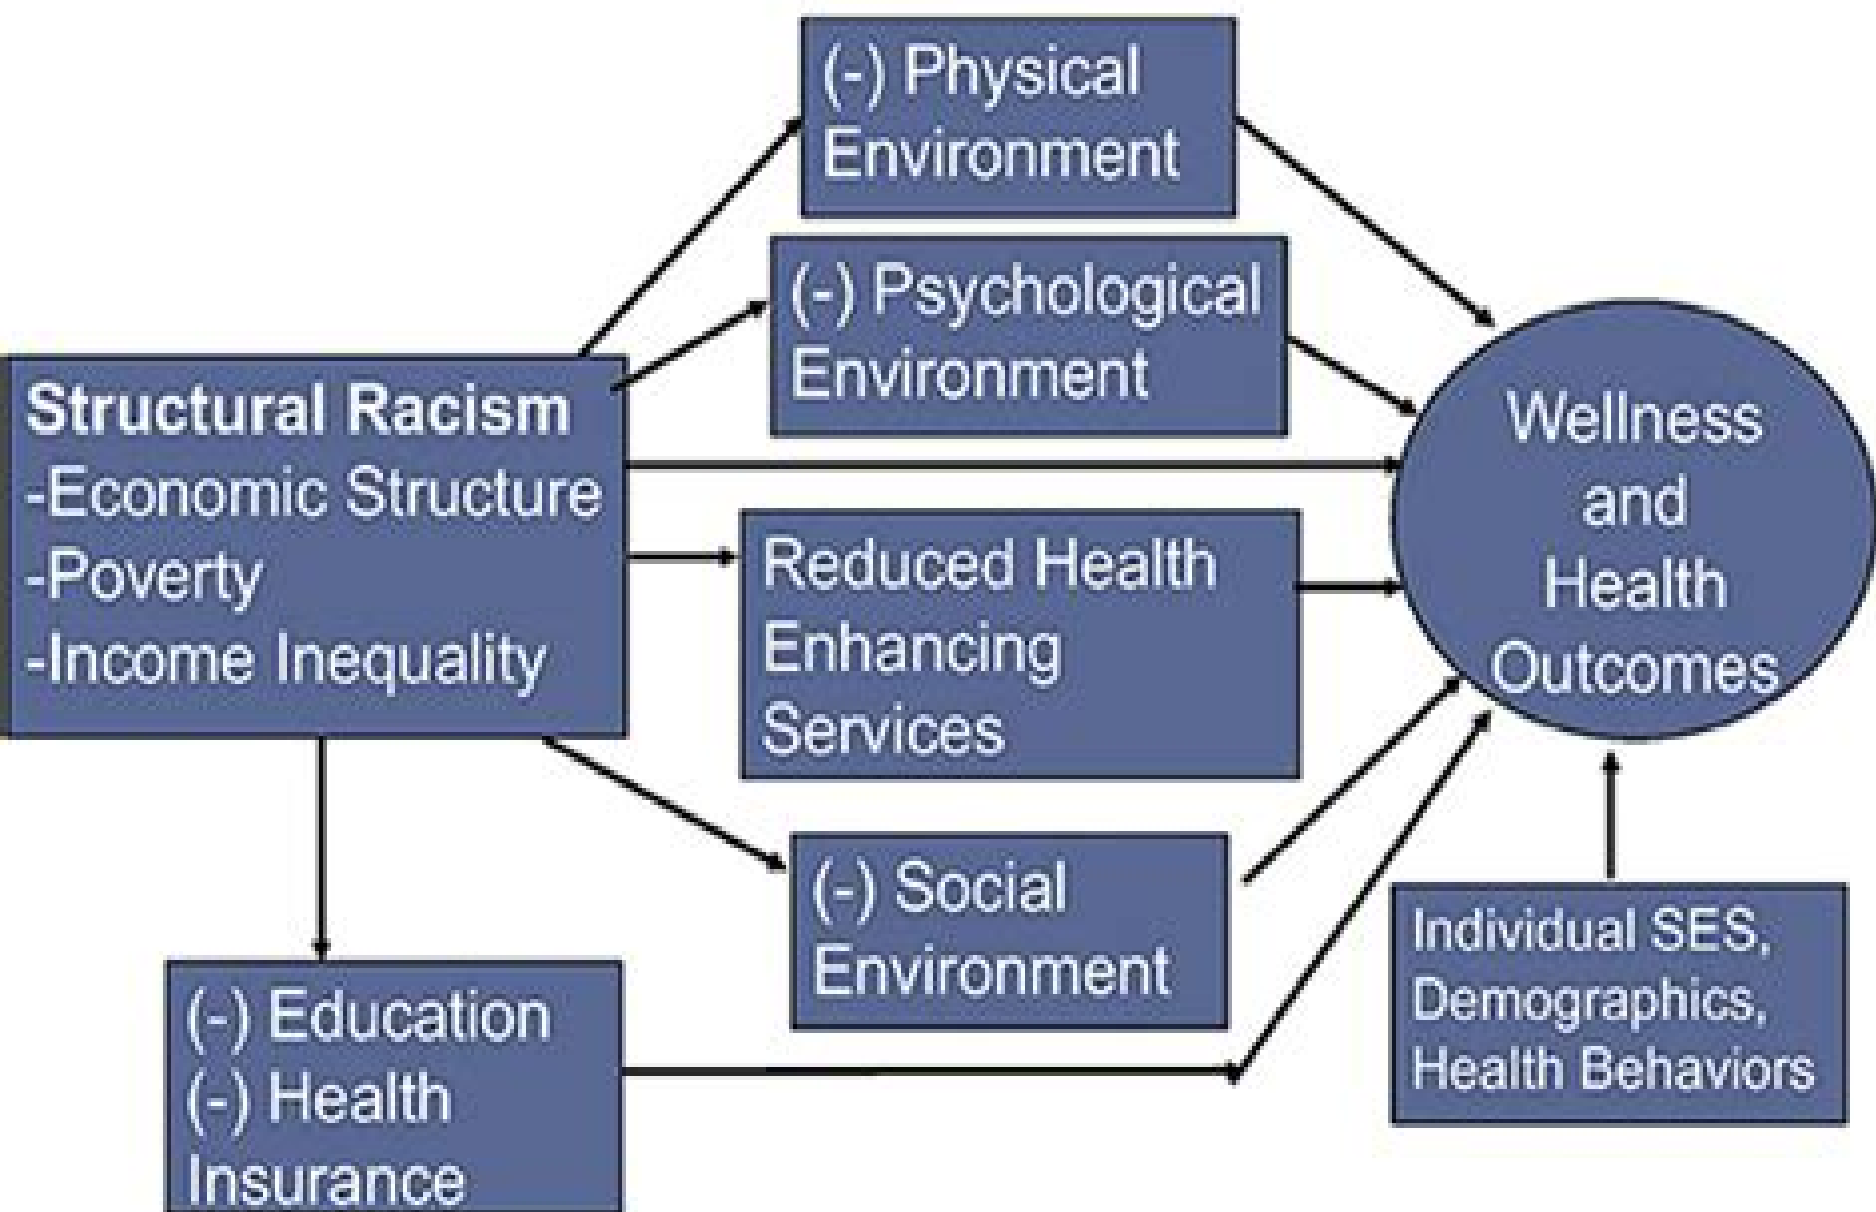 (-) Physical
Environment
(-) Psychological
Environment
Structural Racism
-Economic Structure
-Poverty
-Income Inequality
Wellness
and
Health
Outcomes
Reduced Health
Enhancing
Services
(-) Social
Environment
(-) Education
(-) Health
Insurance
Individual SES,
Demographics,
Health Behaviors